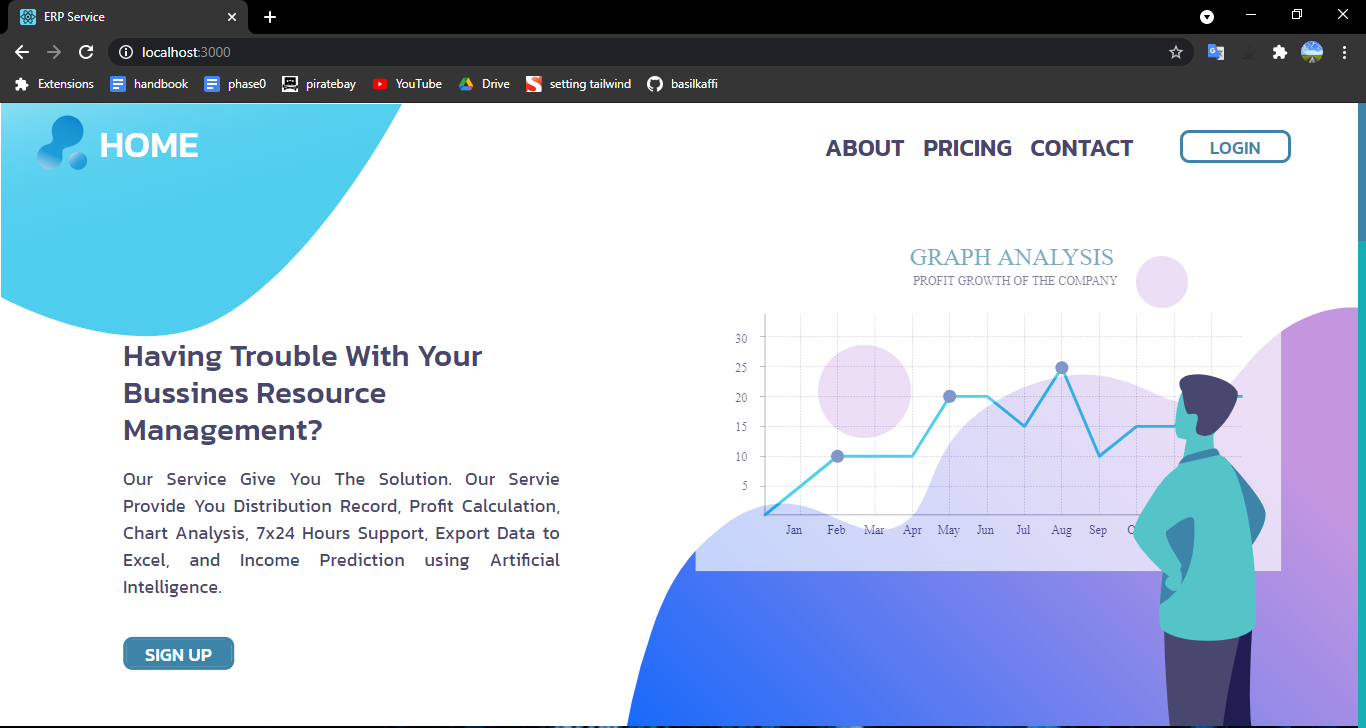 ERP Service
localhost:3000
Extensions handbook phase0 piratebay YouTube Drive setting tailwind basilkaffi
HOME ABOUT PRICING CONTACT LOGIN
GRAPH ANALYSIS
PROFIT GROWTH OF THE COMPANY
Having Trouble With Your
Bussines Resource
Management?
Our Service Give You The Solution. Our Servie
Provide You Distribution Record, Profit Calculation,
Chart Analysis, 7x24 Hours Support, Export Data to
Excel, and Income Prediction using Artificial
Intelligence.
SIGN UP
30
25
20
15
10
5
Jan Feb Mar Apr May Jun Jul Aug Sep